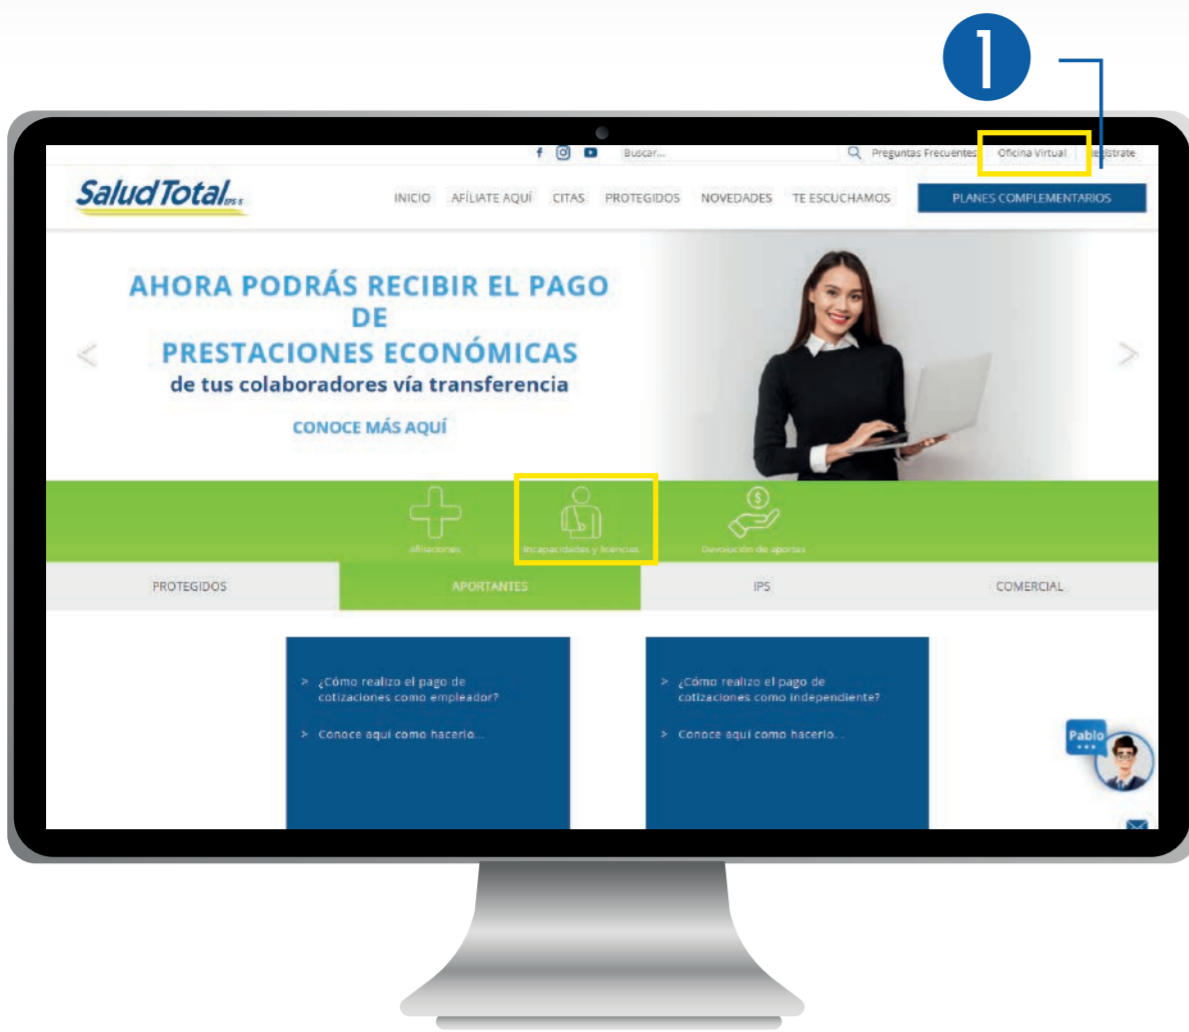 1
f
Buscar...
Preguntas Frecuentes
Oficina Virtual
Regístrate
SaludTotal EPS-S
INICIO
AFÍLIATE AQUÍ
CITAS
PROTEGIDOS
NOVEDADES
TE ESCUCHAMOS
PLANES COMPLEMENTARIOS
AHORA PODRÁS RECIBIR EL PAGO
DE
PRESTACIONES ECONÓMICAS
de tus colaboradores vía transferencia
CONOCE MÁS AQUÍ
<
>
$
afiliaciones
Incapacidades y licencias
Devolución de aportes
PROTEGIDOS
APORTANTES
IPS
COMERCIAL
> ¿Cómo realizo el pago de
cotizaciones como empleador?
> Conoce aquí como hacerlo...
> ¿Cómo realizo el pago de
cotizaciones como independiente?
> Conoce aquí como hacerlo...
Pablo